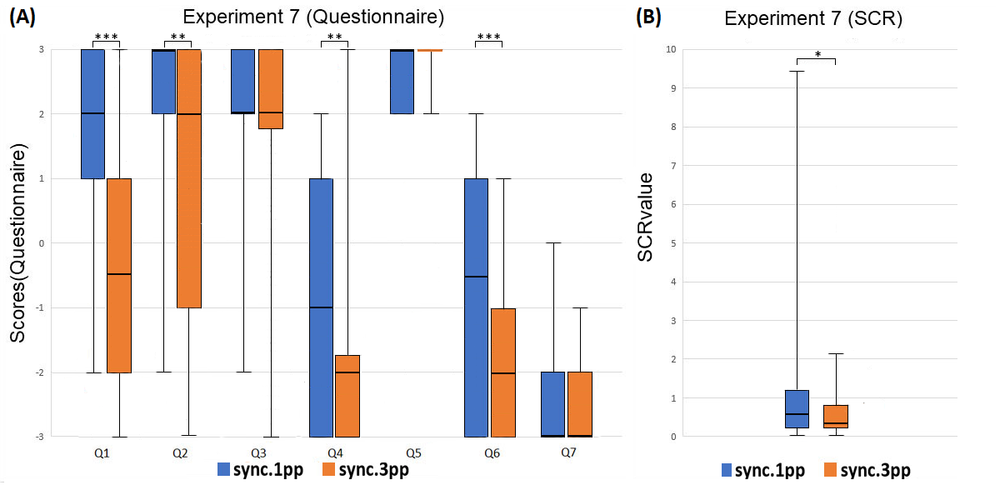 (A)
Experiment 7 (Questionnaire)
*** ** ** ***
Scores(Questionnaire)
3
2
1
0
-1
-2
-3
Q1 Q2 Q3 Q4 Q5 Q6 Q7
sync.1pp sync.3pp
(B)
Experiment 7 (SCR)
*
SCRvalue
10
9
8
7
6
5
4
3
2
1
0
sync.1pp sync.3pp